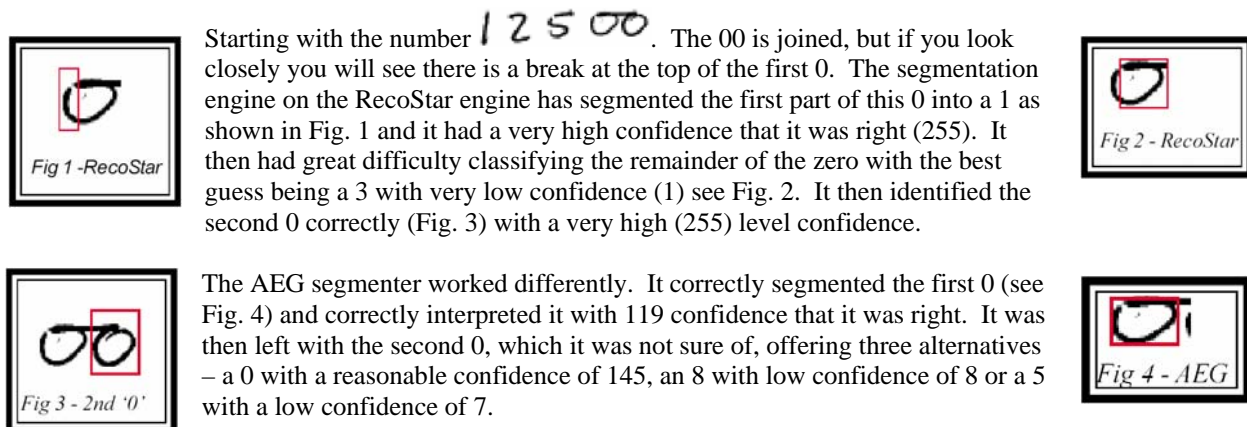 Starting with the number 12500. The 00 is joined, but if you look
closely you will see there is a break at the top of the first 0. The segmentation
engine on the RecoStar engine has segmented the first part of this 0 into a 1 as
shown in Fig. 1 and it had a very high confidence that it was right (255). It
then had great difficulty classifying the remainder of the zero with the best
guess being a 3 with very low confidence (1) see Fig. 2. It then identified the
second 0 correctly (Fig. 3) with a very high (255) level confidence.
Fig 1 -RecoStar
Fig 2 - RecoStar
The AEG segmenter worked differently. It correctly segmented the first 0 (see
Fig. 4) and correctly interpreted it with 119 confidence that it was right. It was
then left with the second 0, which it was not sure of, offering three alternatives
– a 0 with a reasonable confidence of 145, an 8 with low confidence of 8 or a 5
with a low confidence of 7.
Fig 3 - 2nd ‘0’
Fig 4 - AEG